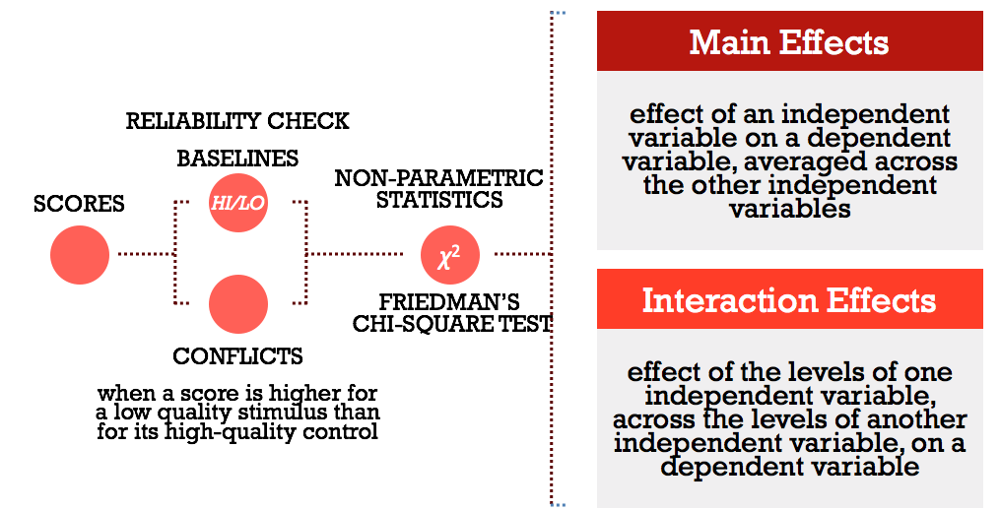 SCORES
RELIABILITY CHECK
BASELINES
HI/LO
CONFLICTS
when a score is higher for
a low quality stimulus than
for its high-quality control
NON-PARAMETRIC
STATISTICS
χ²
FRIEDMAN'S
CHI-SQUARE TEST
Main Effects
effect of an independent
variable on a dependent
variable, averaged across
the other independent
variables
Interaction Effects
effect of the levels of one
independent variable,
across the levels of another
independent variable, on a
dependent variable